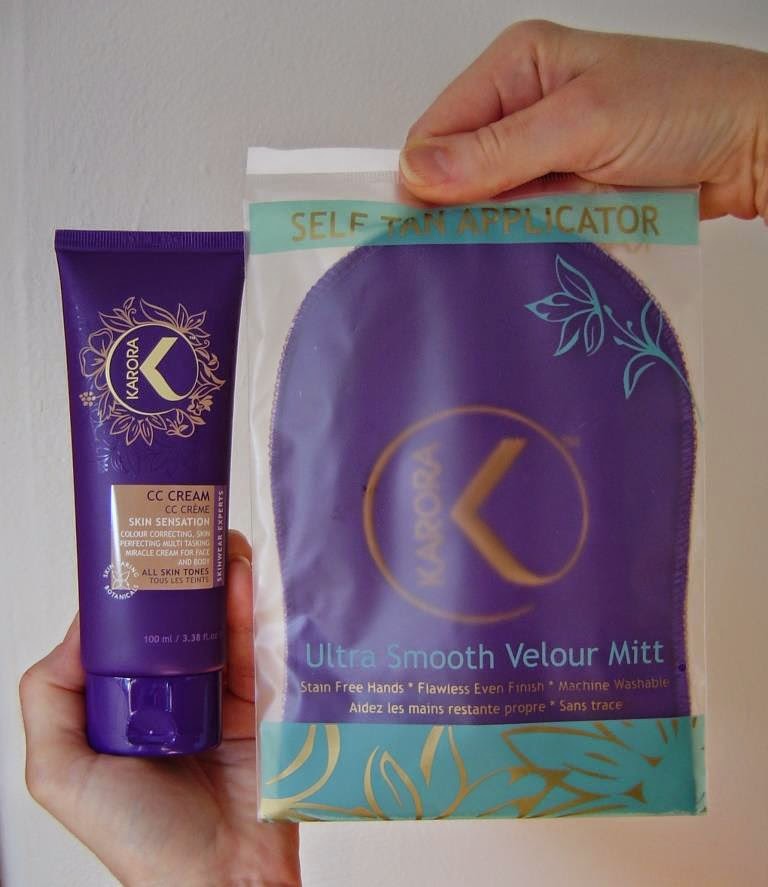 KARORA
CC CREAM
CC CRÈME
SKIN SENSATION
COLOUR CORRECTING, SKIN
PERFECTING MULTI TASKING
MIRACLE CREAM FOR FACE
AND BODY
ALL SKIN TONES
TOUS LES TEINTS
SKINWEAR EXPERTS
BOTANICALS
100 ml / 3.38 fl.
SELF TAN APPLICATOR
KARORA
Ultra Smooth Velour Mitt
Stain Free Hands * Flawless Even Finish * Machine Washable
Aidez les mains restante propre * Sans trace